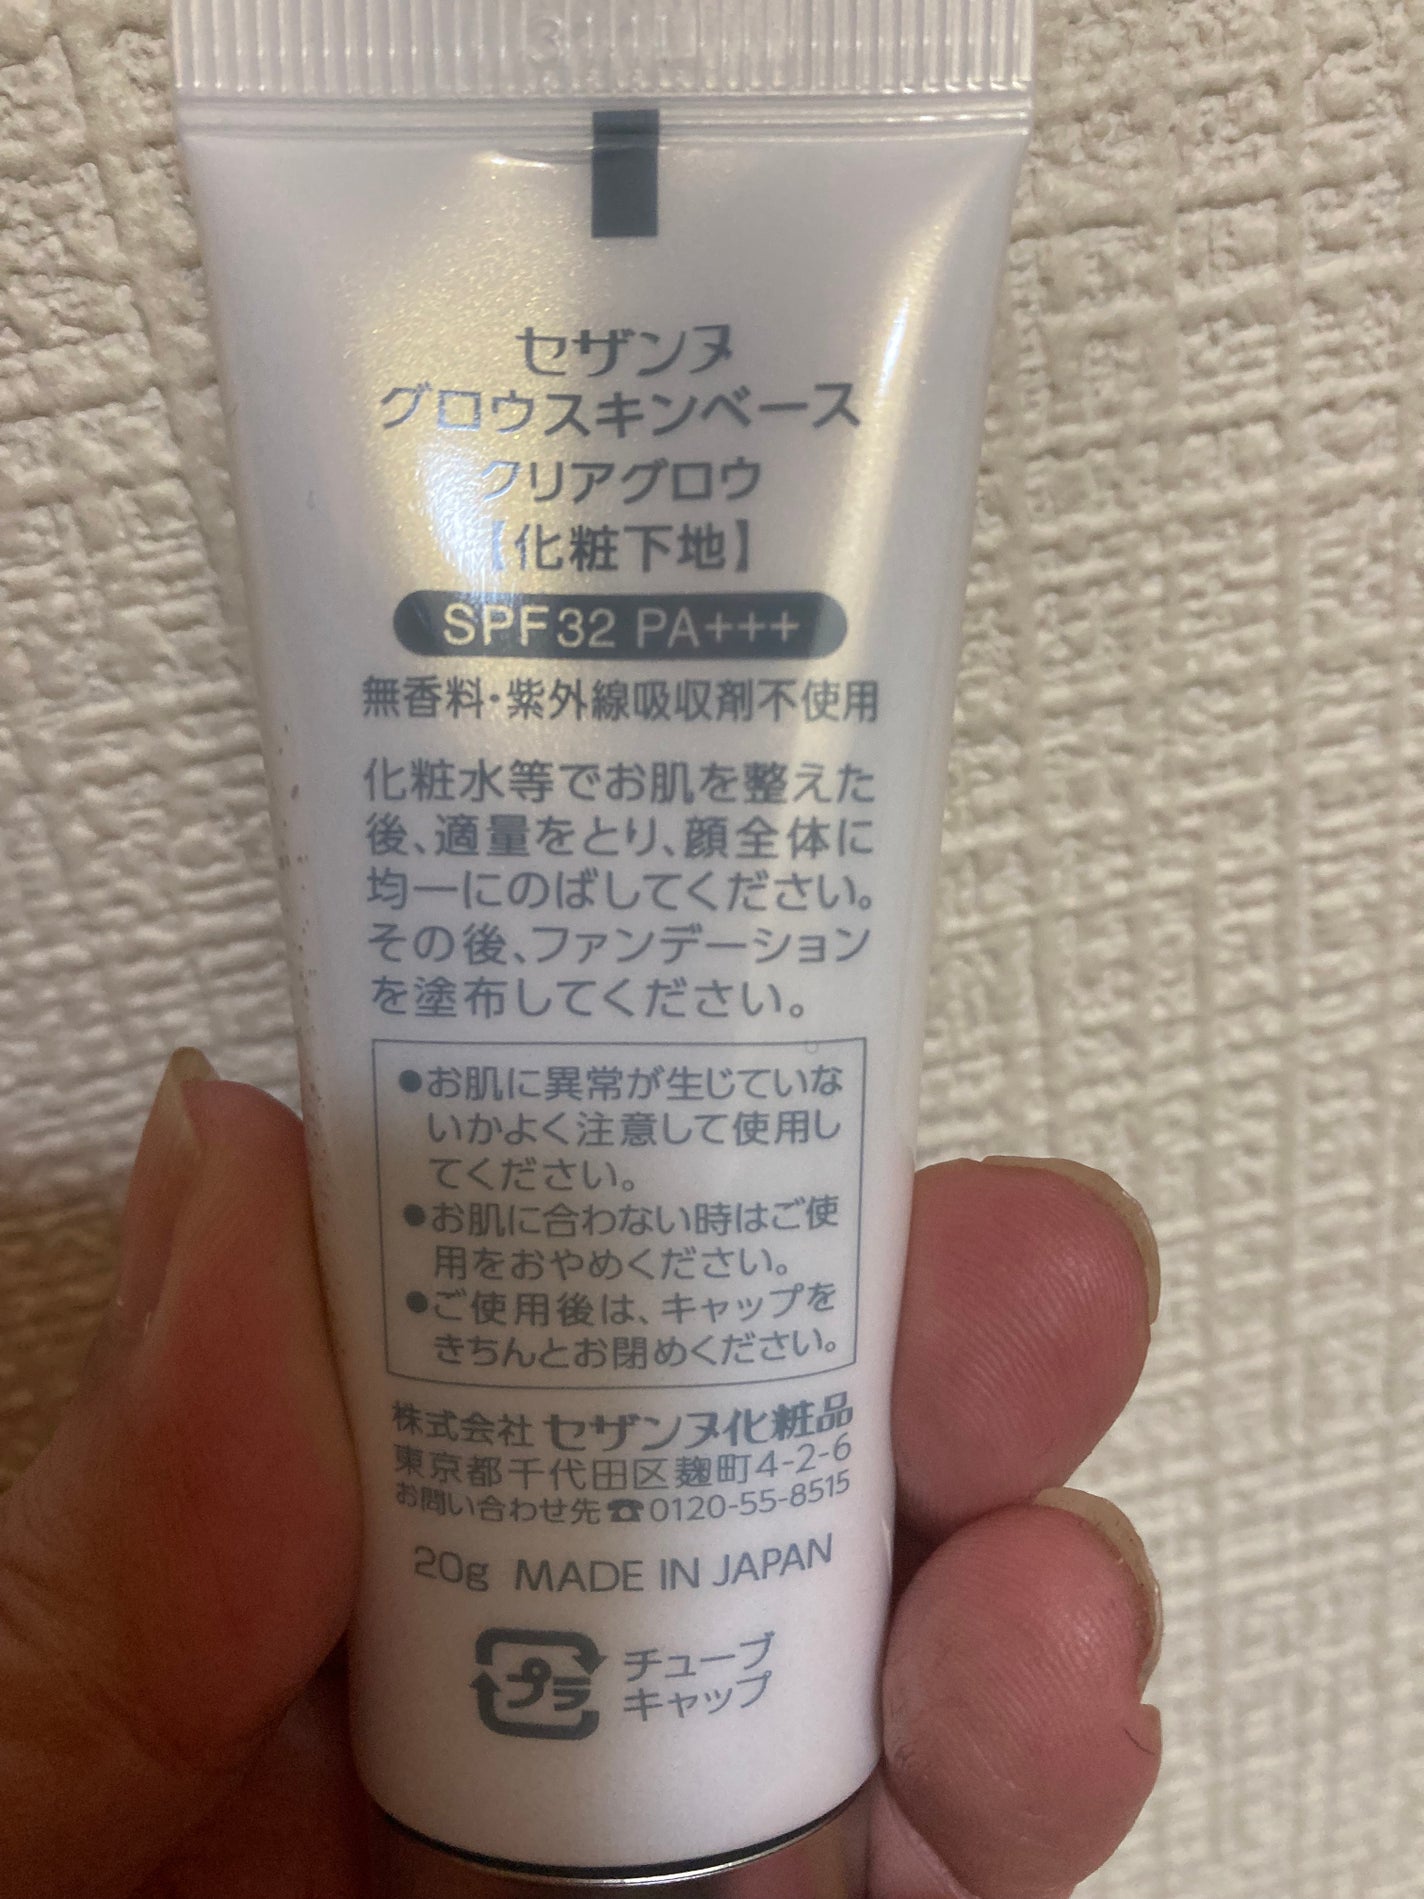 セザンヌ
グロウスキンベース
クリアグロウ
【化粧下地】
SPF32 PA+++
無香料・紫外線吸収剤不使用
化粧水等でお肌を整えた
後、適量をとり、顔全体に
均一にのばしてください。
その後、ファンデーション
を塗布してください。
●お肌に異常が生じていな
いかよく注意して使用し
てください。
●お肌に合わない時はご使
用をおやめください。
●ご使用後は、キャップを
きちんとお閉めください。
株式会社 セザンヌ化粧品
東京都千代田区麹町4-2-6
お問い合わせ先☎0120-55-8515
20g MADE IN JAPAN
プラ
チューブ
キャップ